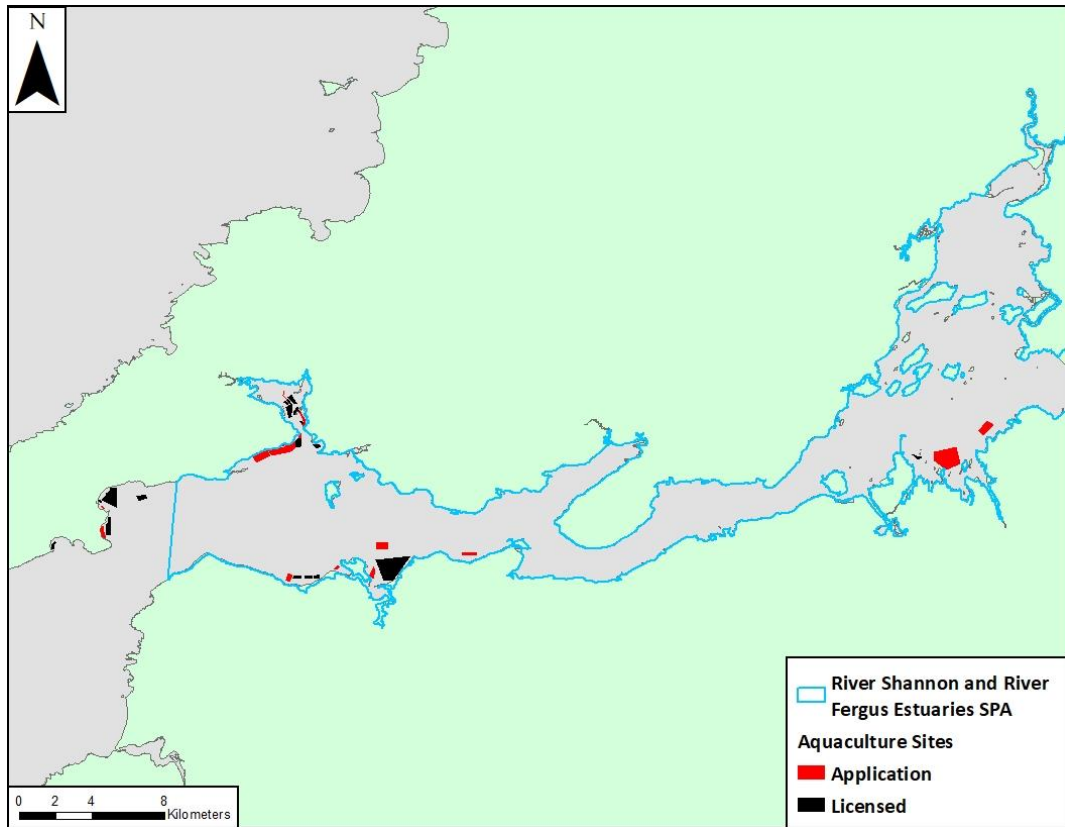 N
River Shannon and River
Fergus Estuaries SPA
Aquaculture Sites
Application
Licensed
0 2 4 8
Kilometers